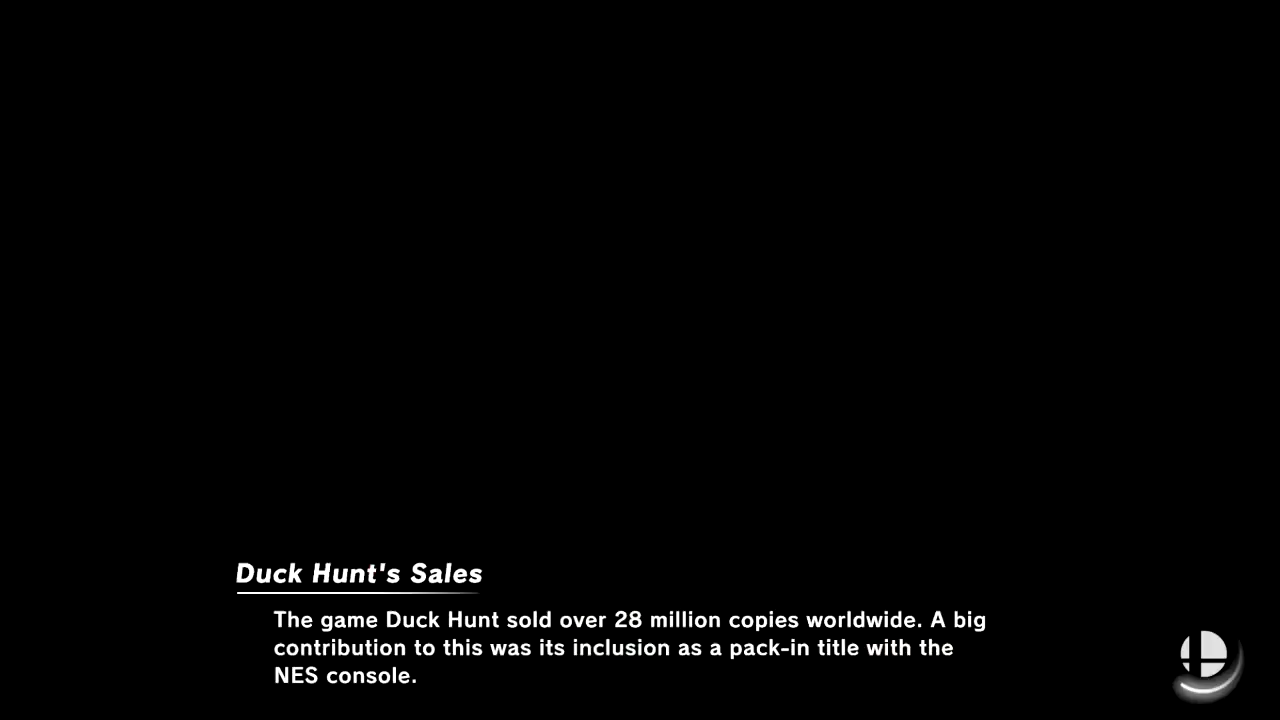 Duck Hunt's Sales
The game Duck Hunt sold over 28 million copies worldwide. A big
contribution to this was its inclusion as a pack-in title with the
NES console.